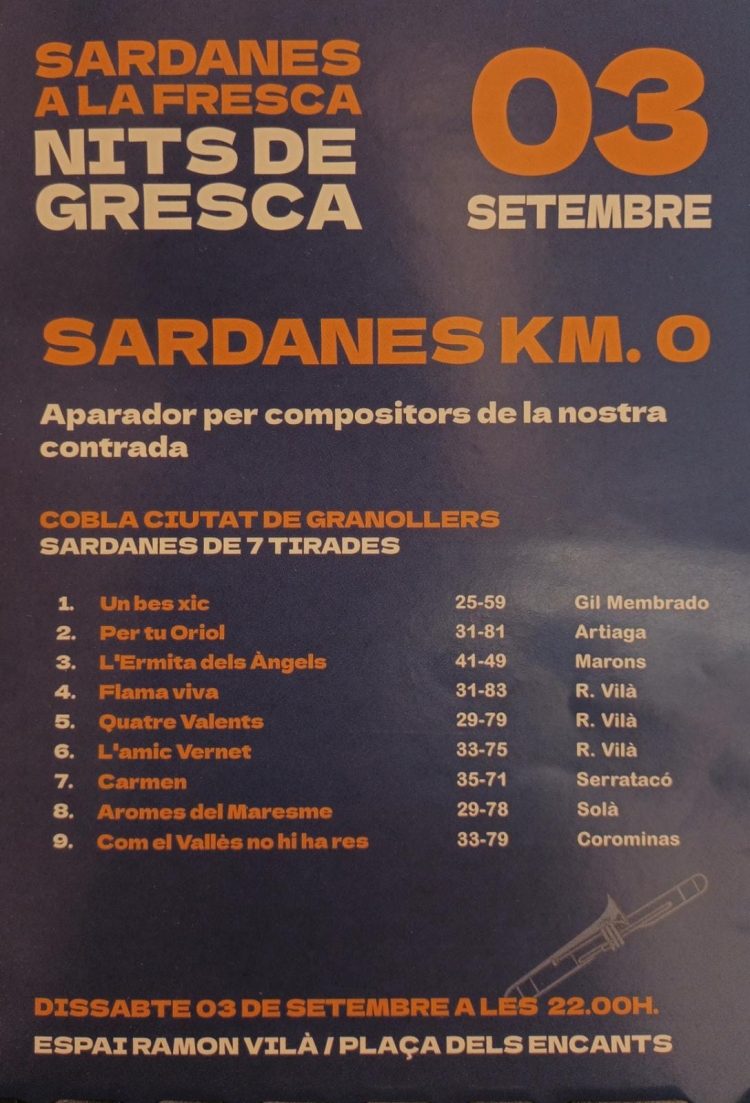 SARDANES
A LA FRESCA
NITS DE
GRESCA
03
SETEMBRE
SARDANES KM. 0
Aparador per compositors de la nostra
contrada
COBLA CIUTAT DE GRANOLLERS
SARDANES DE 7 TIRADES
1. Un bes xic 25-59 Gil Membrado
2. Per tu Oriol 31-81 Artiaga
3. L'Ermita dels Àngels 41-49 Marons
4. Flama viva 31-83 R. Vilà
5. Quatre Valents 29-79 R. Vilà
6. L'amic Vernet 33-75 R. Vilà
7. Carmen 35-71 Serratacó
8. Aromes del Maresme 29-78 Solà
9. Com el Vallès no hi ha res 33-79 Corominas
DISSABTE 03 DE SETEMBRE A LES 22.00H.
ESPAI RAMON VILÀ / PLAÇA DELS ENCANTS